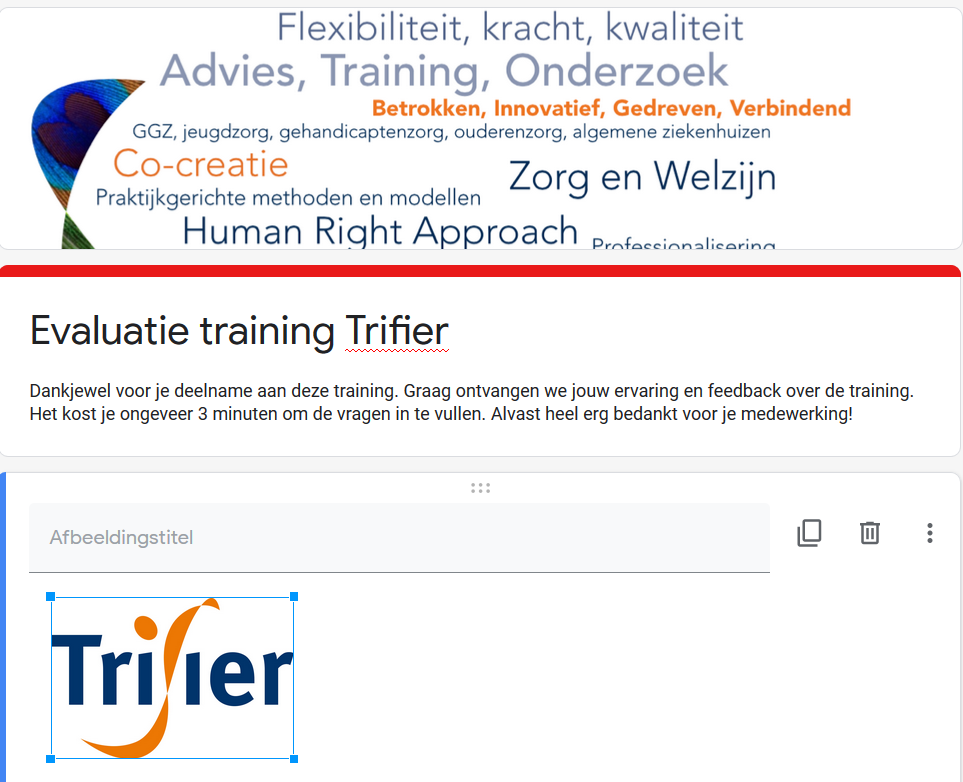 Flexibiliteit, kracht, kwaliteit
Advies, Training, Onderzoek
Betrokken, Innovatief, Gedreven, Verbindend
GGZ, jeugdzorg, gehandicaptenzorg, ouderenzorg, algemene ziekenhuizen
Co-creatie
Zorg en Welzijn
Praktijkgerichte methoden en modellen
Human Right Approach
Professionalisering
Evaluatie training Trifier
Dankjewel voor je deelname aan deze training. Graag ontvangen we jouw ervaring en feedback over de training.
Het kost je ongeveer 3 minuten om de vragen in te vullen. Alvast heel erg bedankt voor je medewerking!
Afbeeldingstitel
Trifier